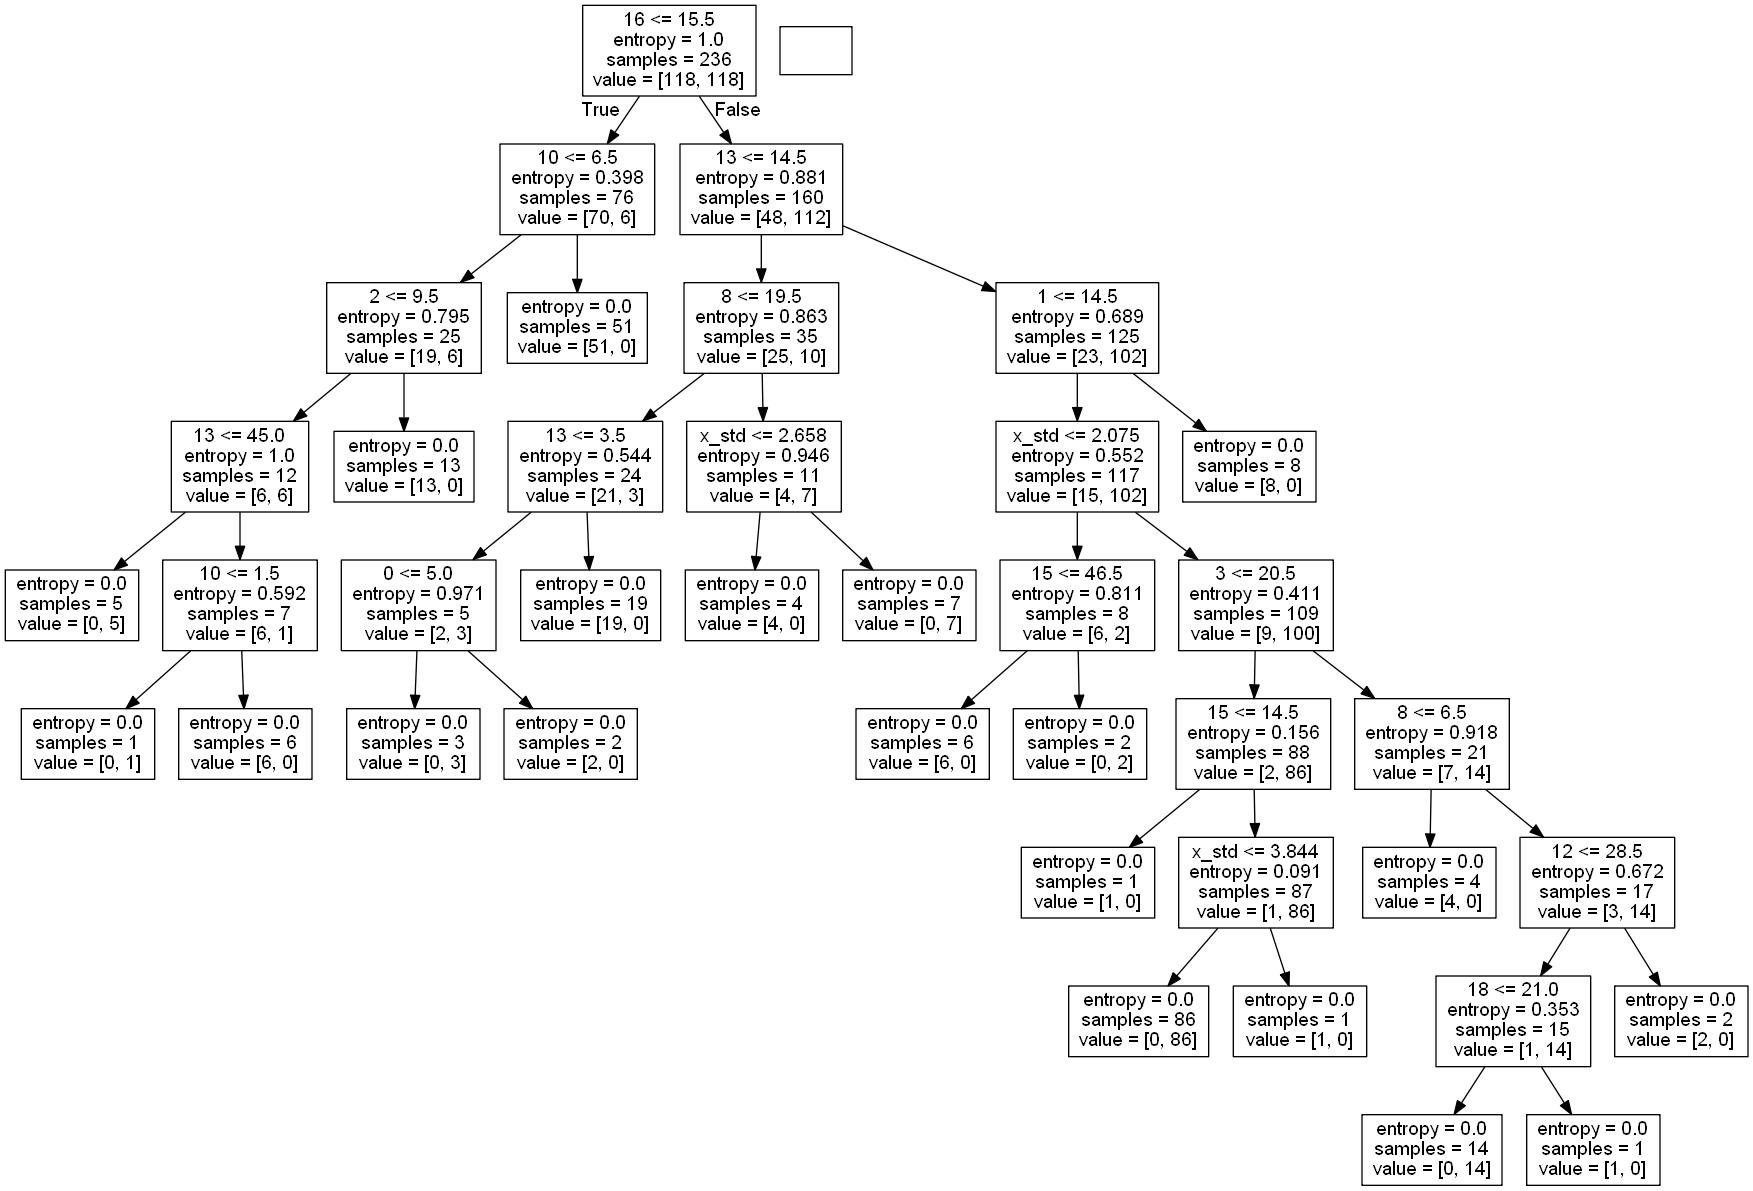 16 <= 15.5
entropy = 1.0
samples = 236
value = [118, 118]
True
False
10 <= 6.5
entropy = 0.398
samples = 76
value = [70, 6]
13 <= 14.5
entropy = 0.881
samples = 160
value = [48, 112]
2 <= 9.5
entropy = 0.795
samples = 25
value = [19, 6]
entropy = 0.0
samples = 51
value = [51, 0]
8 <= 19.5
entropy = 0.863
samples = 35
value = [25, 10]
1 <= 14.5
entropy = 0.689
samples = 125
value = [23, 102]
13 <= 45.0
entropy = 1.0
samples = 12
value = [6, 6]
entropy = 0.0
samples = 13
value = [13, 0]
13 <= 3.5
entropy = 0.544
samples = 24
value = [21, 3]
x_std <= 2.658
entropy = 0.946
samples = 11
value = [4, 7]
x_std <= 2.075
entropy = 0.552
samples = 117
value = [15, 102]
entropy = 0.0
samples = 8
value = [8, 0]
entropy = 0.0
samples = 5
value = [0, 5]
10 <= 1.5
entropy = 0.592
samples = 7
value = [6, 1]
0 <= 5.0
entropy = 0.971
samples = 5
value = [2, 3]
entropy = 0.0
samples = 19
value = [19, 0]
entropy = 0.0
samples = 4
value = [4, 0]
entropy = 0.0
samples = 7
value = [0, 7]
15 <= 46.5
entropy = 0.811
samples = 8
value = [6, 2]
3 <= 20.5
entropy = 0.411
samples = 109
value = [9, 100]
entropy = 0.0
samples = 1
value = [0, 1]
entropy = 0.0
samples = 6
value = [6, 0]
entropy = 0.0
samples = 3
value = [0, 3]
entropy = 0.0
samples = 2
value = [2, 0]
entropy = 0.0
samples = 6
value = [6, 0]
entropy = 0.0
samples = 2
value = [0, 2]
15 <= 14.5
entropy = 0.156
samples = 88
value = [2, 86]
8 <= 6.5
entropy = 0.918
samples = 21
value = [7, 14]
entropy = 0.0
samples = 1
value = [1, 0]
x_std <= 3.844
entropy = 0.091
samples = 87
value = [1, 86]
entropy = 0.0
samples = 4
value = [4, 0]
12 <= 28.5
entropy = 0.672
samples = 17
value = [3, 14]
entropy = 0.0
samples = 86
value = [0, 86]
entropy = 0.0
samples = 1
value = [1, 0]
18 <= 21.0
entropy = 0.353
samples = 15
value = [1, 14]
entropy = 0.0
samples = 2
value = [2, 0]
entropy = 0.0
samples = 14
value = [0, 14]
entropy = 0.0
samples = 1
value = [1, 0]